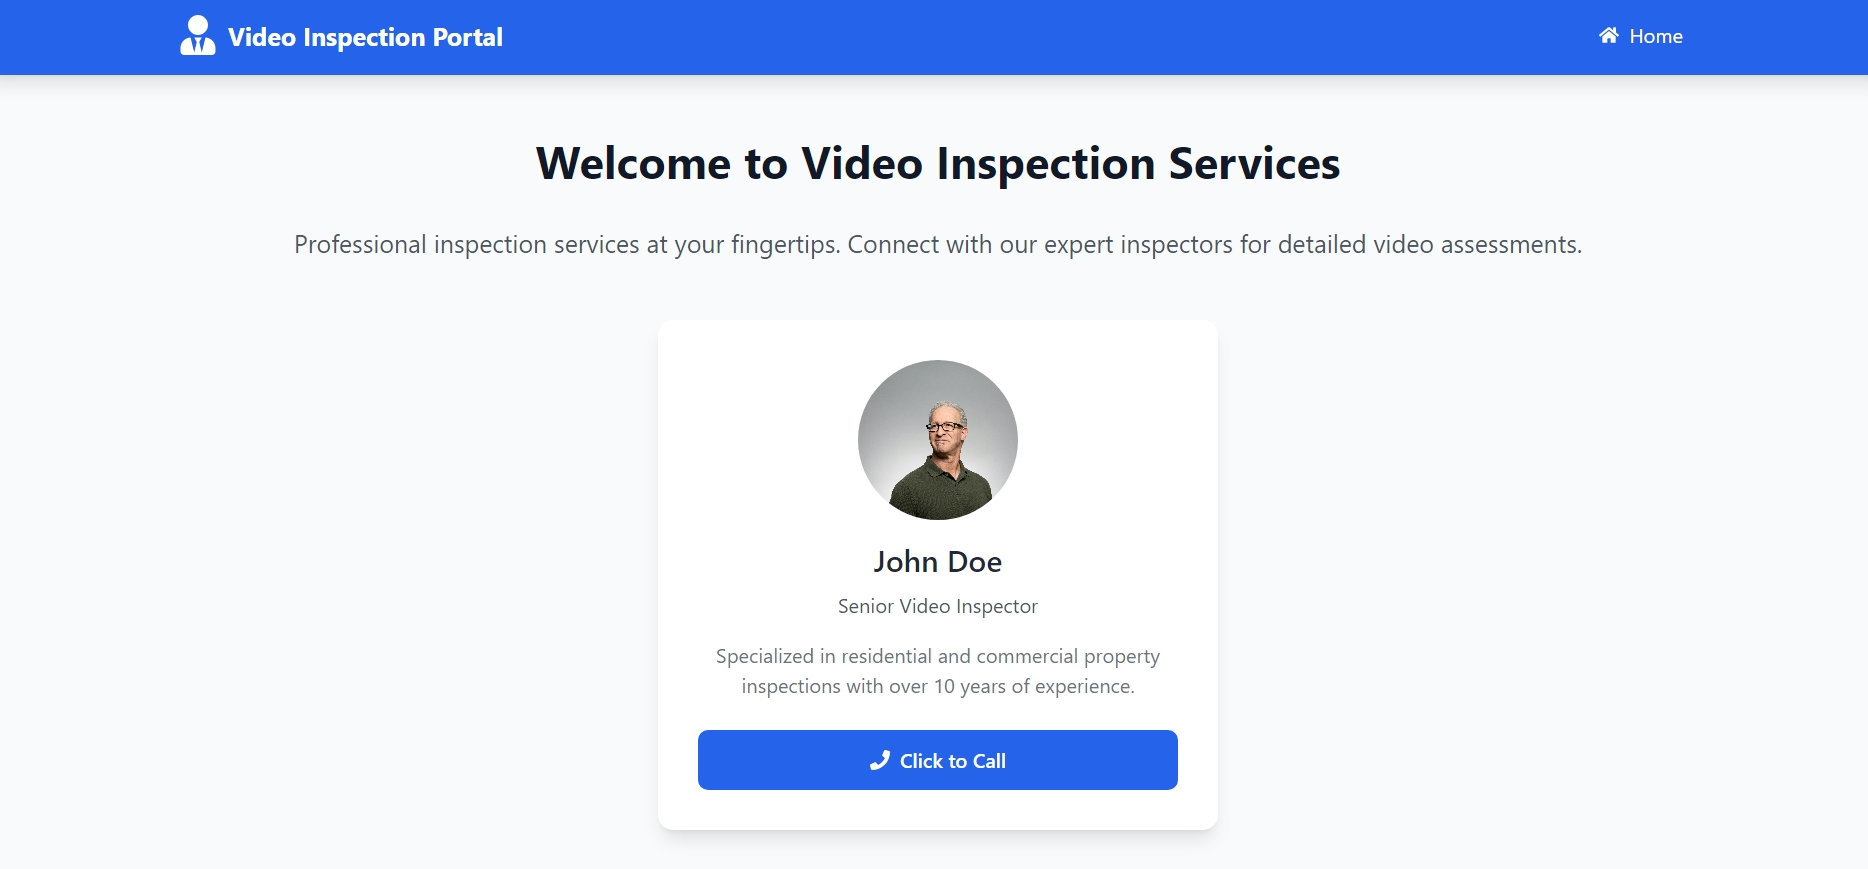 Video Inspection Portal
Home
Welcome to Video Inspection Services
Professional inspection services at your fingertips. Connect with our expert inspectors for detailed video assessments.
John Doe
Senior Video Inspector
Specialized in residential and commercial property
inspections with over 10 years of experience.
Click to Call